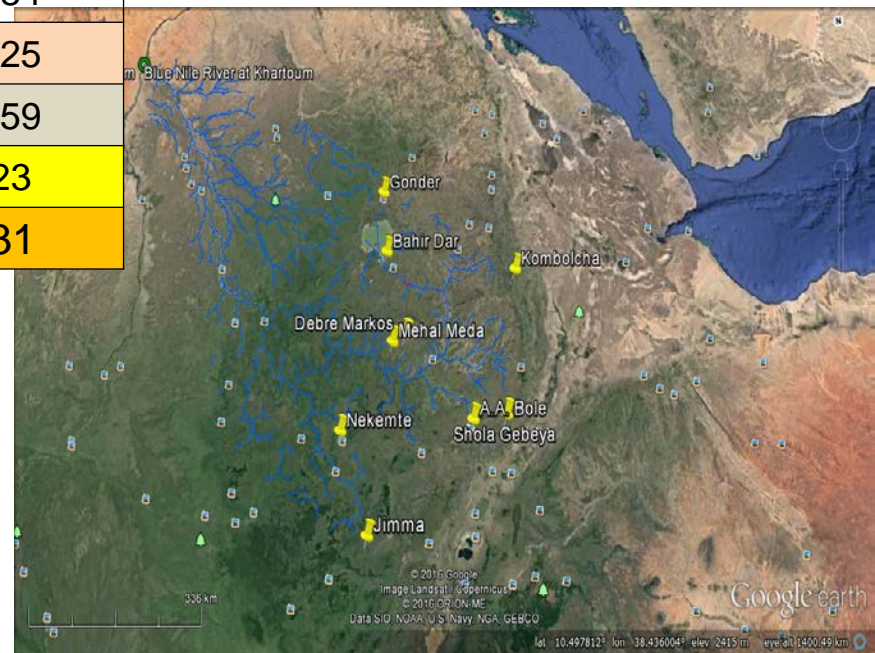 25
59
23
31
N
Blue Nile River at Khartoum
Gonder
Bahir Dar
Kombolcha
Debre Markos
Mehal Meda
A.A. Bole
Nekemte
Shola Gebeya
Jimma
© 2016 Google
Image Landsat / Copernicus
© 2016 ORION-ME
Data SIO, NOAA, U.S. Navy, NGA, GEBCO
336 km
Google earth
lat 10.497812° lon 38.436004° elev 2415 m eye alt 1400.49 km